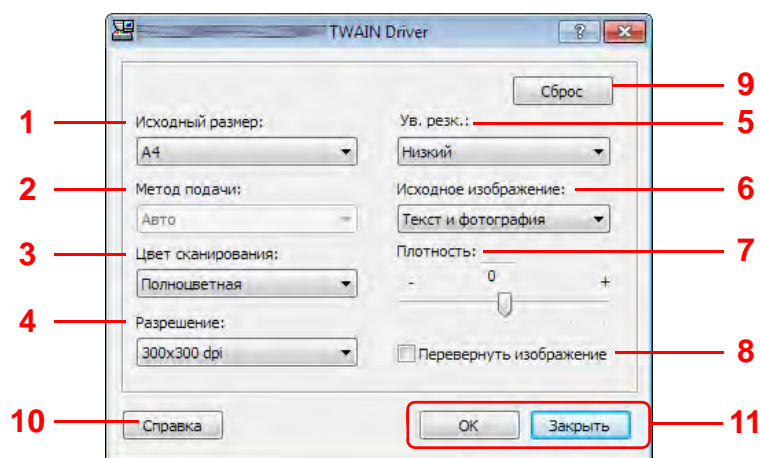 TWAIN Driver
Сброс
9
1
Исходный размер:
Ув. резк.:
5
A4
Низкий
2
Метод подачи:
Исходное изображение:
6
Авто
Текст и фотография
3
Цвет сканирования:
Плотность:
7
Полноцветная
- 0 +
4
Разрешение:
300x300 dpi
Перевернуть изображение
8
10
Справка
OK
Закрыть
11